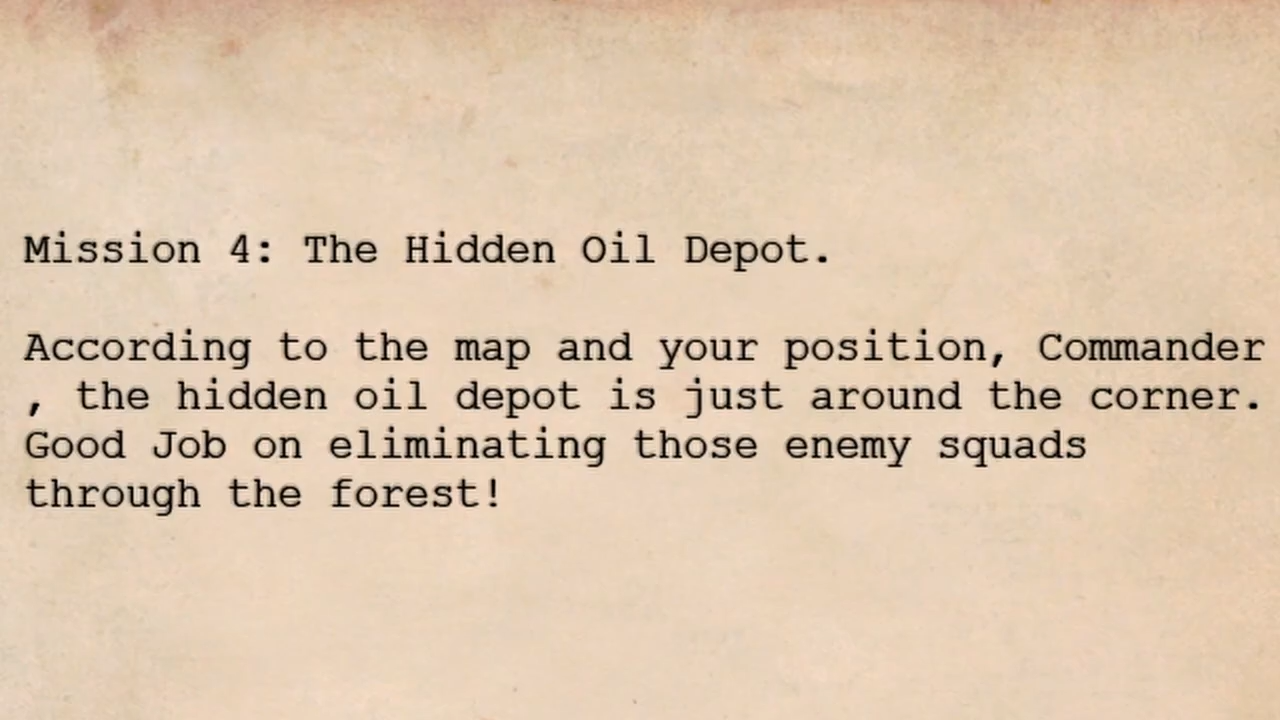 Mission 4: The Hidden Oil Depot.
According to the map and your position, Commander
, the hidden oil depot is just around the corner.
Good Job on eliminating those enemy squads
through the forest!